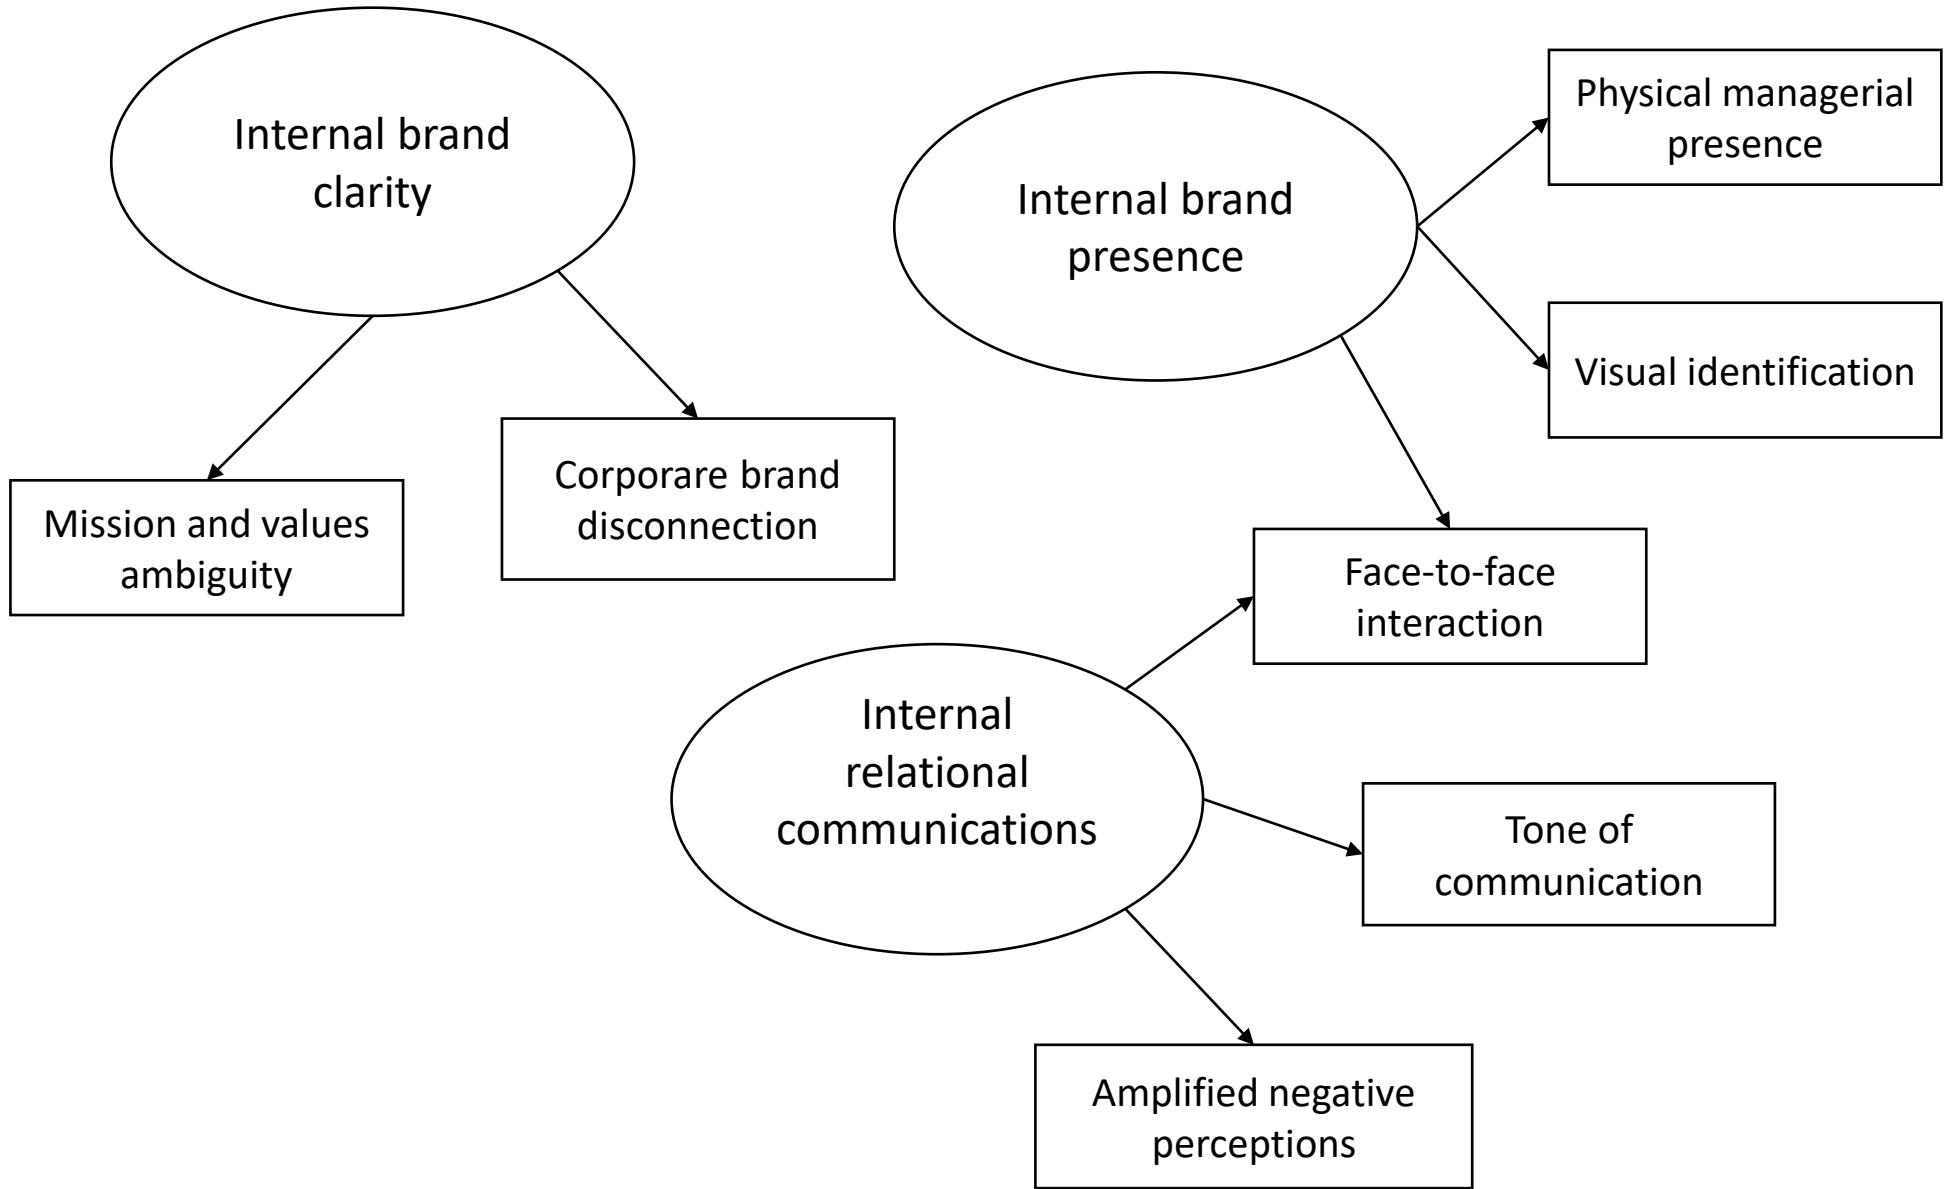 Internal brand
clarity
Mission and values
ambiguity
Corporare brand
disconnection
Internal brand
presence
Physical managerial
presence
Visual identification
Face-to-face
interaction
Internal
relational
communications
Tone of
communication
Amplified negative
perceptions